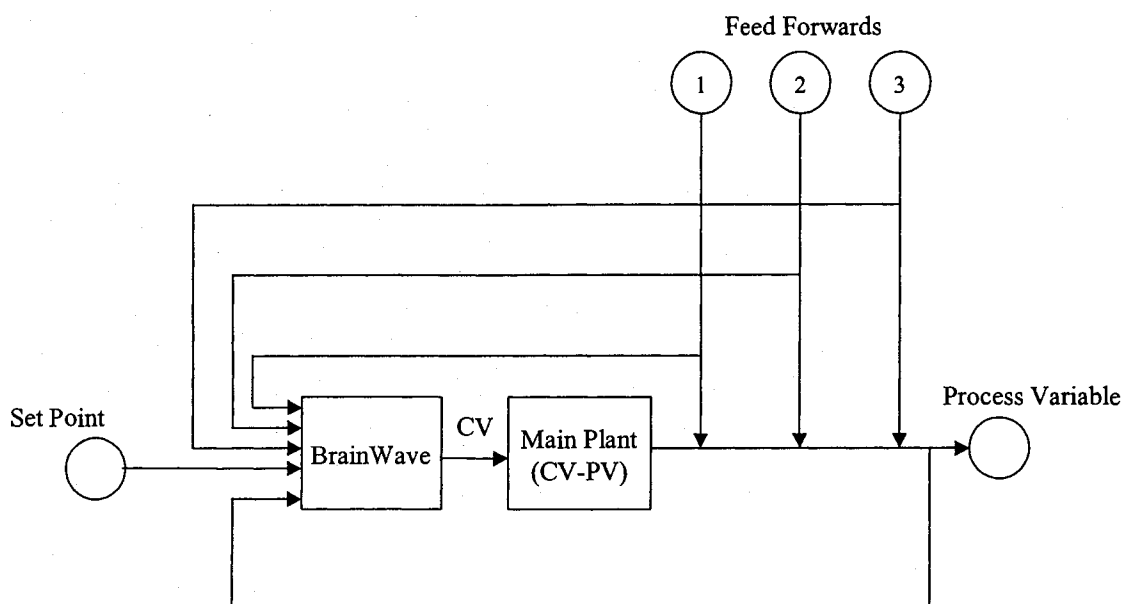 Feed Forwards
1
2
3
Process Variable
Set Point
CV
BrainWave
Main Plant
(CV-PV)